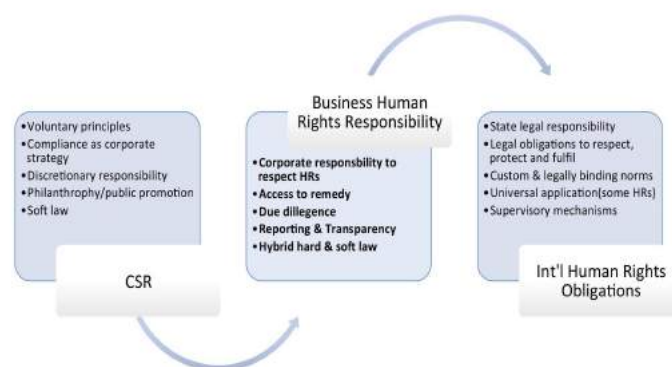 •Voluntary principles
•Compliance as corporate
strategy
•Discretionary responsibility
•Philanthrophy/public promotion
•Soft law
CSR
Business Human
Rights Responsibility
•Corporate responsbility to
respect HRs
•Access to remedy
•Due dillegence
•Reporting & Transparency
•Hybrid hard & soft law
•State legal responsibility
•Legal obligations to respect,
protect and fulfil
•Custom & legally binding norms
•Universal application(some HRs)
•Supervisory mechanisms
Int'l Human Rights
Obligations